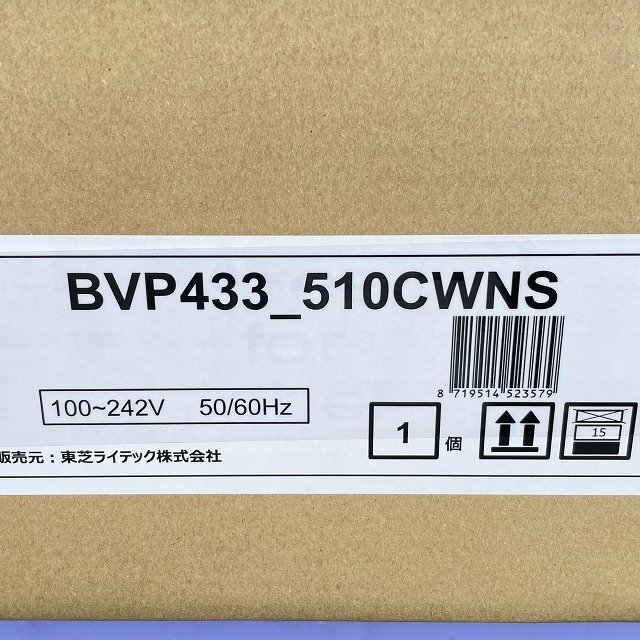 BVP433_510CWNS
8 719514 523579
100~242V 50/60Hz
1 個
15
販売元：東芝ライテック株式会社